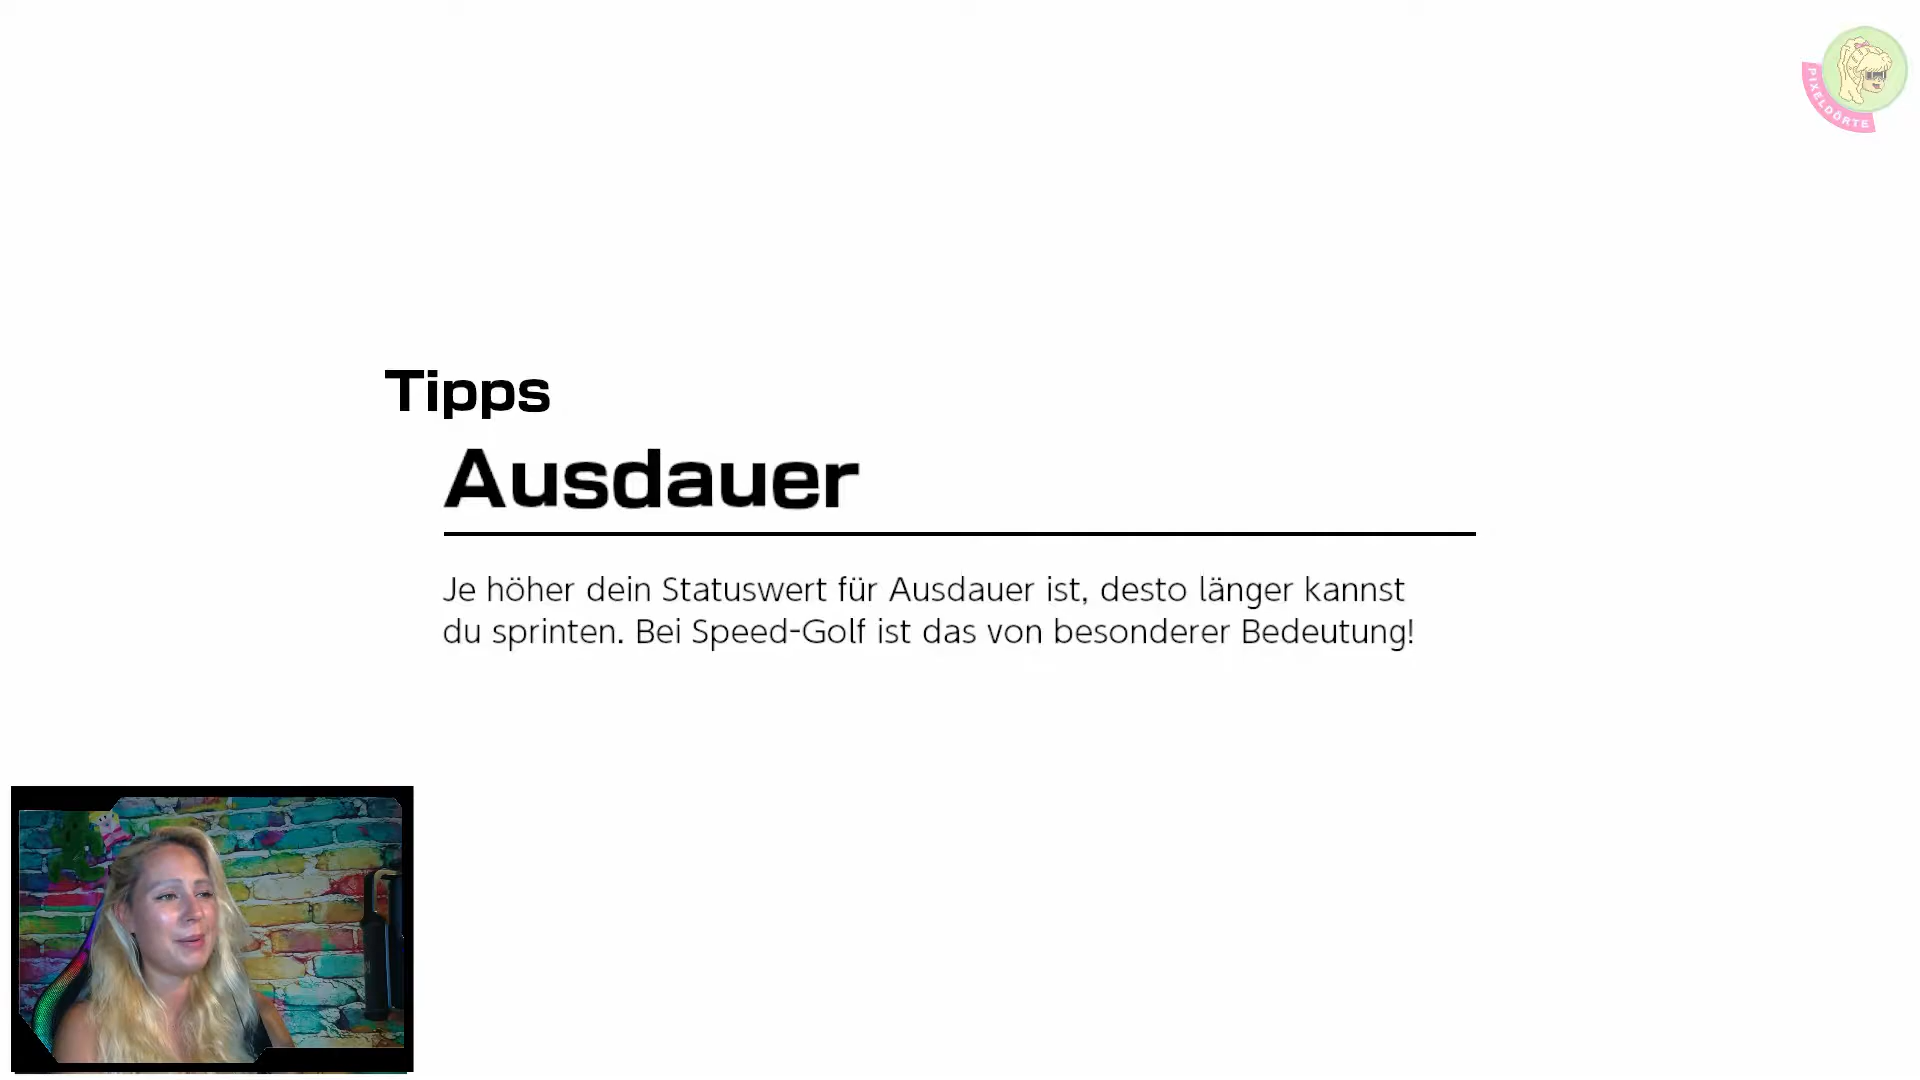 PIXELDÖRTE
Tipps
Ausdauer
Je höher dein Statuswert für Ausdauer ist, desto länger kannst
du sprinten. Bei Speed-Golf ist das von besonderer Bedeutung!